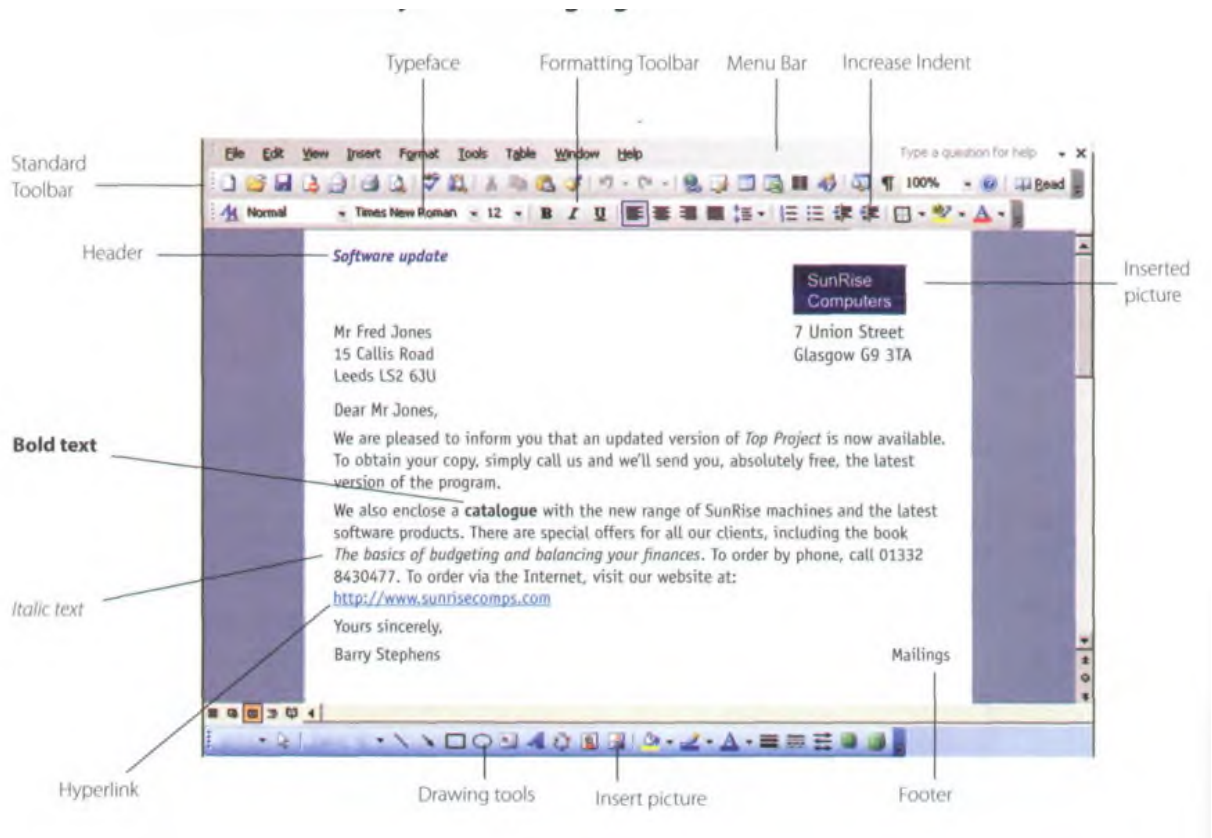 Typeface
Formatting Toolbar
Menu Bar
Increase Indent
Standard
Toolbar
File Edit View Insert Format Tools Table Window Help
Type a question for help
100%
Read
Normal
Times New Roman
12
B I U
Header
Software update
SunRise
Computers
Inserted
picture
Mr Fred Jones
15 Callis Road
Leeds LS2 6JU
7 Union Street
Glasgow G9 3TA
Dear Mr Jones,
We are pleased to inform you that an updated version of Top Project is now available.
To obtain your copy, simply call us and we'll send you, absolutely free, the latest
version of the program.
Bold text
We also enclose a catalogue with the new range of SunRise machines and the latest
software products. There are special offers for all our clients, including the book
The basics of budgeting and balancing your finances. To order by phone, call 01332
8430477. To order via the Internet, visit our website at:
http://www.sunrisecomps.com
Italic text
Yours sincerely,
Barry Stephens
Mailings
Hyperlink
Drawing tools
Insert picture
Footer